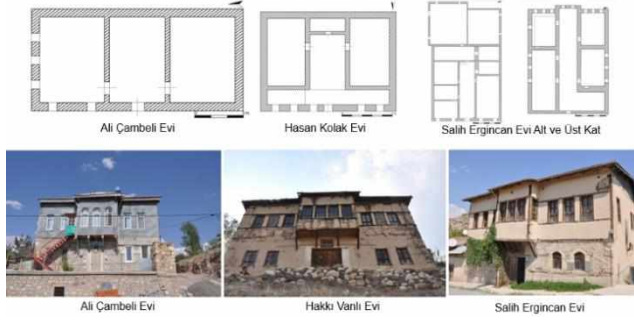 Ali Çambeli Evi
Hasan Kolak Evi
Salih Ergincan Evi Alt ve Üst Kat
Ali Çambeli Evi
Hakkı Vanlı Evi
Salih Ergincan Evi